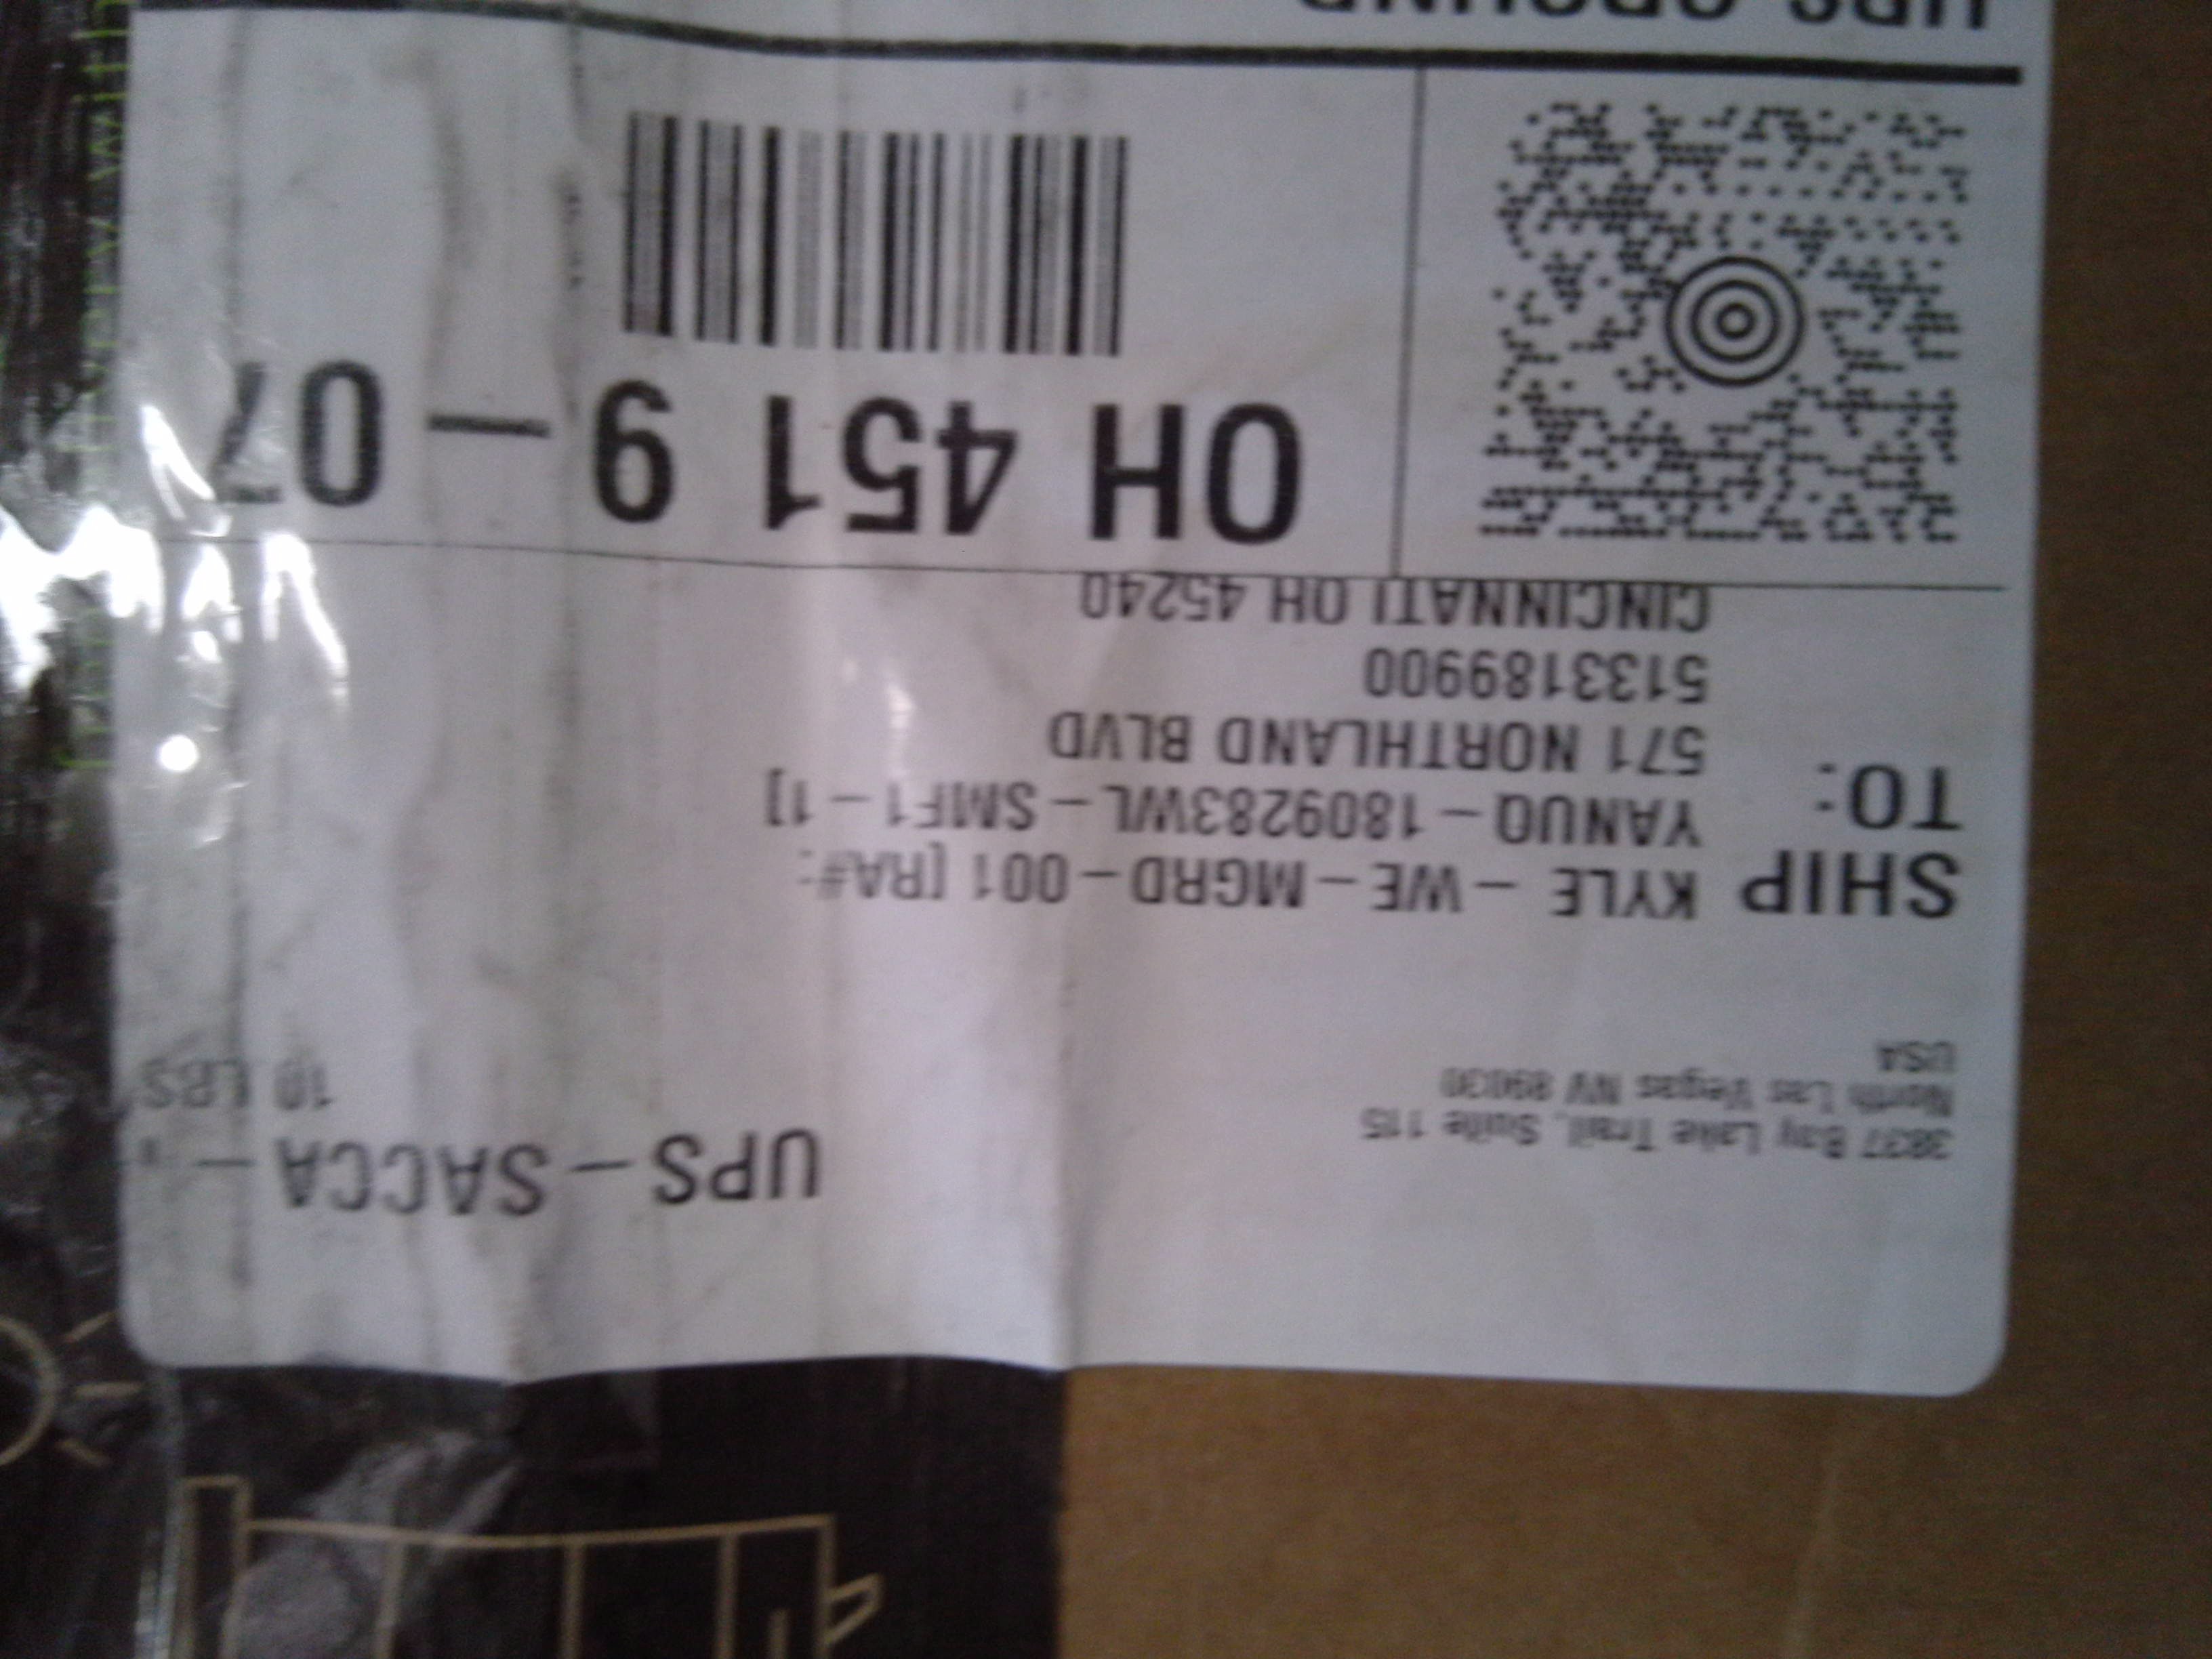 UPS - SACCA -
10 LBS
3837 Bay Lake Trail, Suite 115
North Las Vegas NV 89030
USA
SHIP TO:
KYLE - WE - MGRD - 001 [RA#:
YANUQ - 1809283WL - SMF1 - 1]
571 NORTHLAND BLVD
5133189900
CINCINNATI OH 45240
OH 451 9 - 07
UPS GROUND